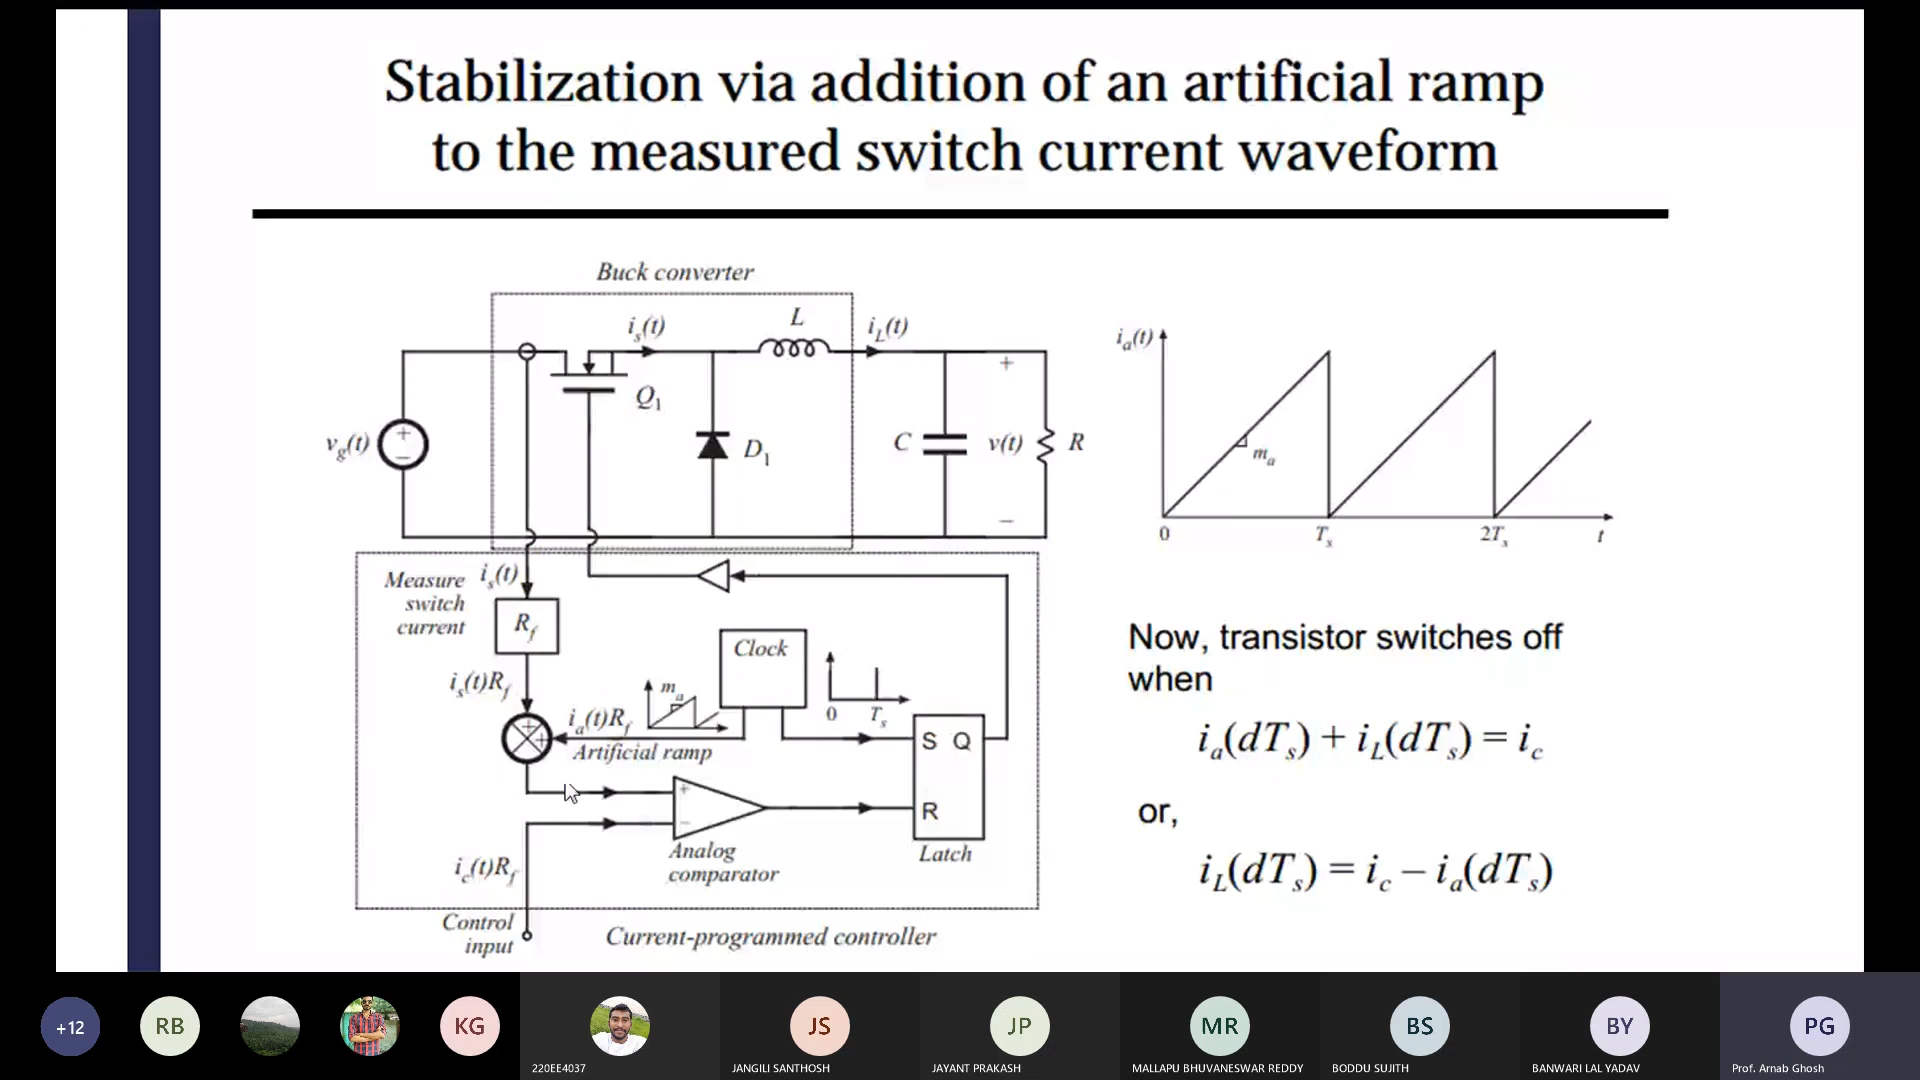 Stabilization via addition of an artificial ramp
to the measured switch current waveform
Buck converter
i_s(t)
L
i_L(t)
+
Q_1
v_g(t)
+
–
D_1
C
v(t)
R
–
i_a(t)
m_a
0
T_s
2T_s
t
Measure
switch
current
i_s(t)
R_f
i_s(t)R_f
+
+
i_a(t)R_f
m_a
Artificial ramp
Clock
0
T_s
S Q
R
Latch
+
–
Analog
comparator
i_c(t)R_f
Control
input
Current-programmed controller
Now, transistor switches off
when
i_a(dT_s) + i_L(dT_s) = i_c
or,
i_L(dT_s) = i_c – i_a(dT_s)
+12
RB
KG
JS
JP
MR
BS
BY
PG
220EE4037
JANGILI SANTHOSH
JAYANT PRAKASH
MALLAPU BHUVANESWAR REDDY
BODDU SUJITH
BANWARI LAL YADAV
Prof. Arnab Ghosh